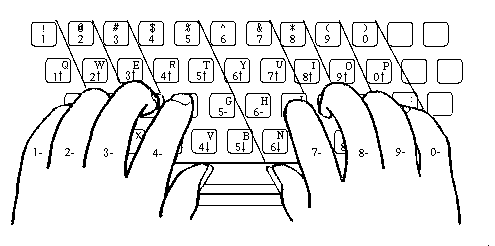 ! @ # $ % ^ & * ( )
1 2 3 4 5 6 7 8 9 0
Q W E R T Y U I O P
1↑ 2↑ 3↑ 4↑ 5↑ 6↑ 7↑ 8↑ 9↑ 0↑
G H J :
5- 6-
X V B N
4↓ 5↓ 6↓ 8
1- 2- 3- 4- 7- 8- 9- 0-